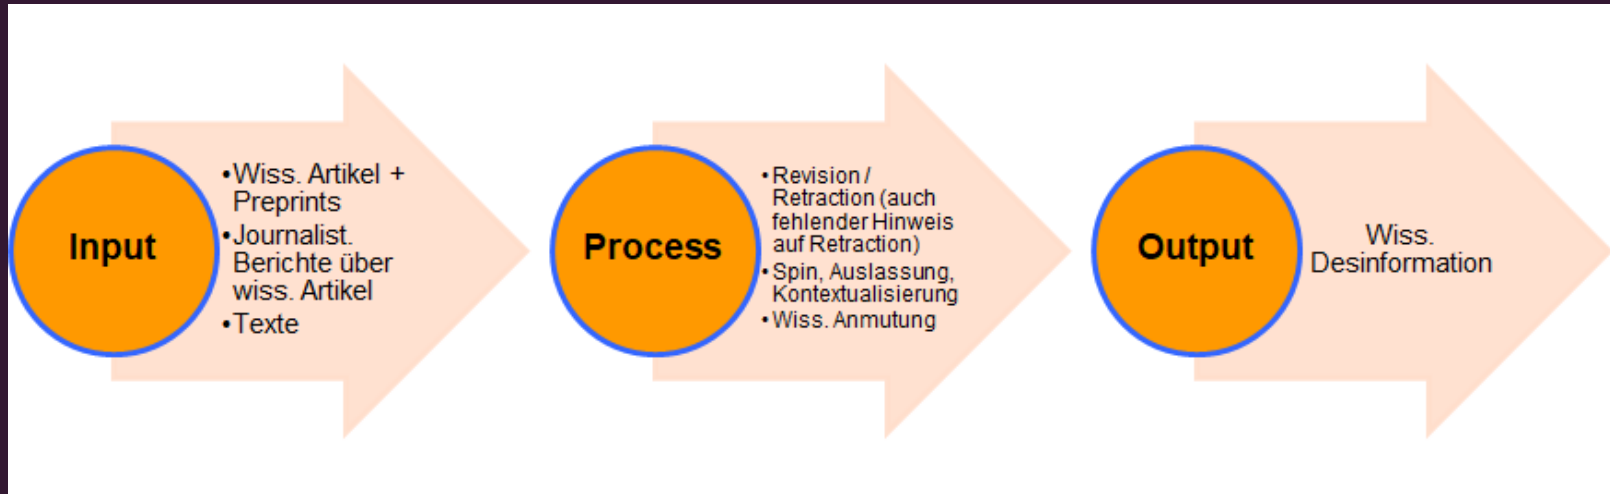 Input
•Wiss. Artikel +
Preprints
•Journalist.
Berichte über
wiss. Artikel
•Texte
Process
•Revision /
Retraction (auch
fehlender Hinweis
auf Retraction)
•Spin, Auslassung,
Kontextualisierung
•Wiss. Anmutung
Output
Wiss.
Desinformation